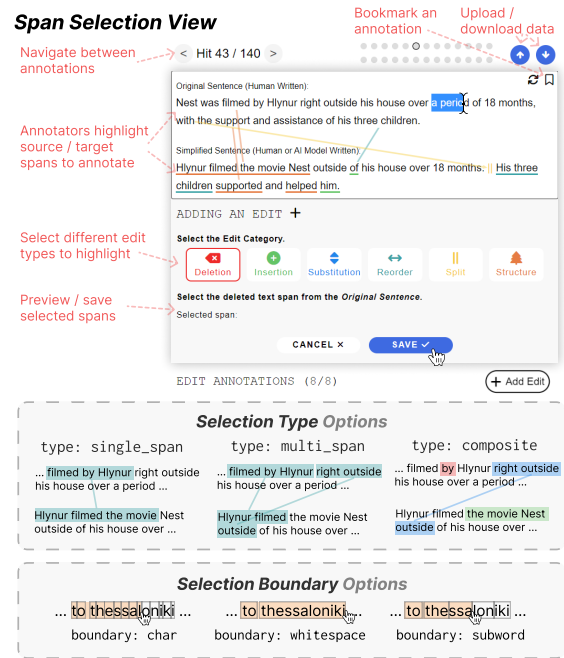 Span Selection View
Bookmark an
annotation
Upload /
download data
Navigate between
annotations
< Hit 43 / 140 >
Original Sentence (Human Written):
Nest was filmed by Hlynur right outside his house over a period of 18 months,
with the support and assistance of his three children.
Annotators highlight
source / target
spans to annotate
Simplified Sentence (Human or AI Model Written):
Hlynur filmed the movie Nest outside of his house over 18 months. || His three
children supported and helped him.
ADDING AN EDIT +
Select different edit
types to highlight
Select the Edit Category.
Deletion
Insertion
Substitution
Reorder
Split
Structure
Preview / save
selected spans
Select the deleted text span from the Original Sentence.
Selected span:
CANCEL ×
SAVE ✓
EDIT ANNOTATIONS (8/8)
+ Add Edit
Selection Type Options
type: single_span
... filmed by Hlynur right outside
his house over a period ...
Hlynur filmed the movie Nest
outside of his house over ...
type: multi_span
... filmed by Hlynur right outside
his house over a period ...
Hlynur filmed the movie Nest
outside of his house over ...
type: composite
... filmed by Hlynur right outside
his house over a period ...
Hlynur filmed the movie Nest
outside of his house over ...
Selection Boundary Options
... to thessaloniki ...
boundary: char
... to thessaloniki ...
boundary: whitespace
... to thessaloniki ...
boundary: subword